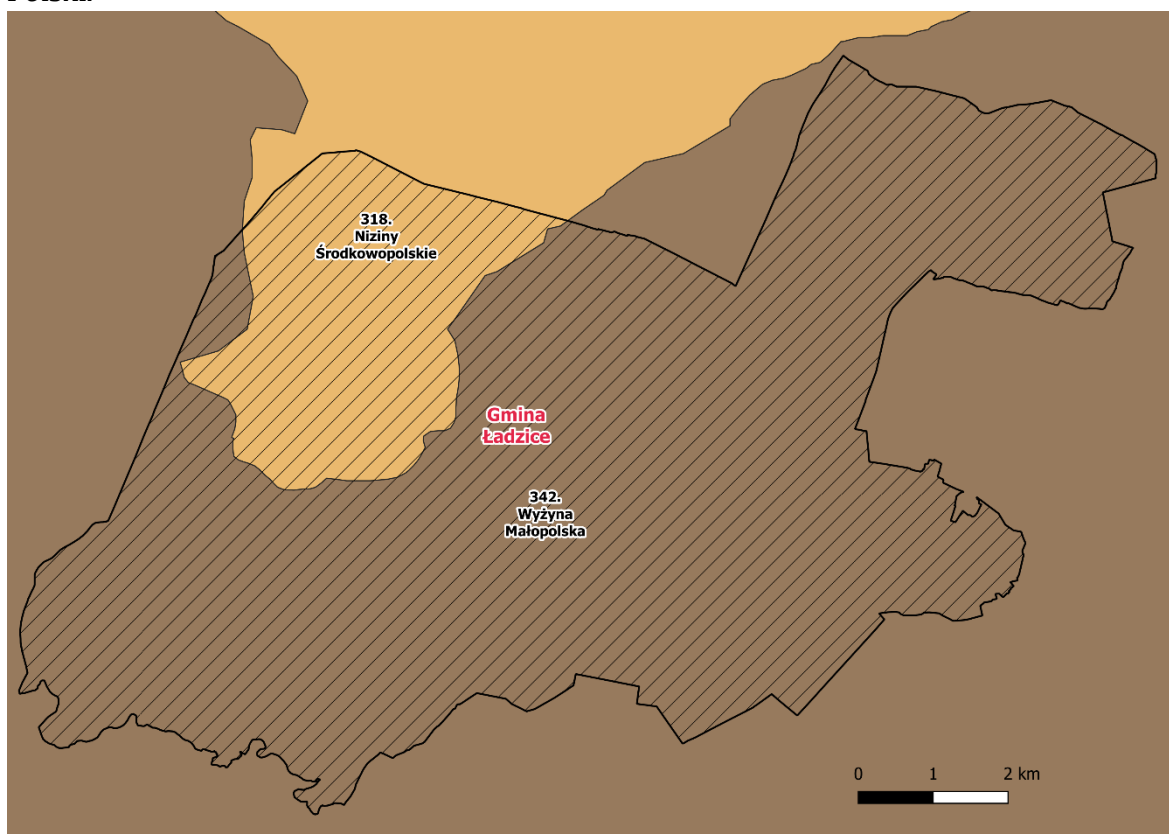 318.
Niziny
Środkowopolskie
Gmina
Ładzice
342.
Wyżyna
Małopolska
0 1 2 km